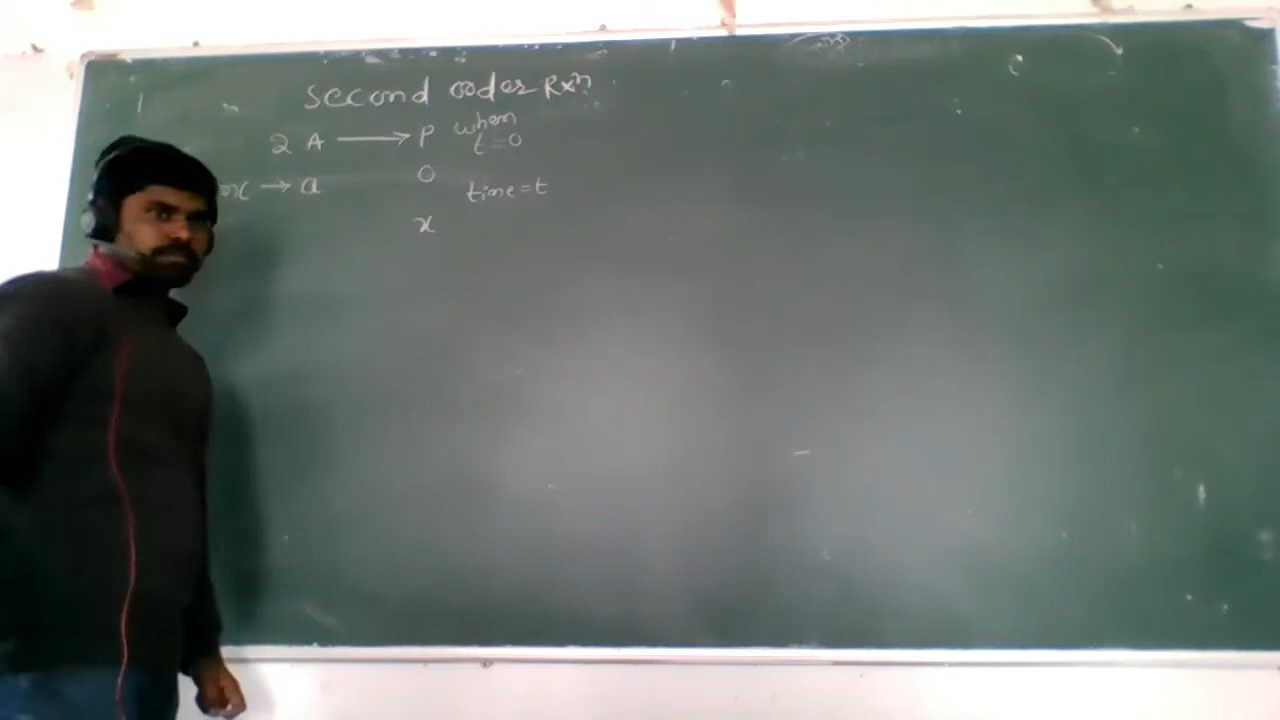 second order Rxn
2 A → P when
t=0
→ a 0 time=t
x